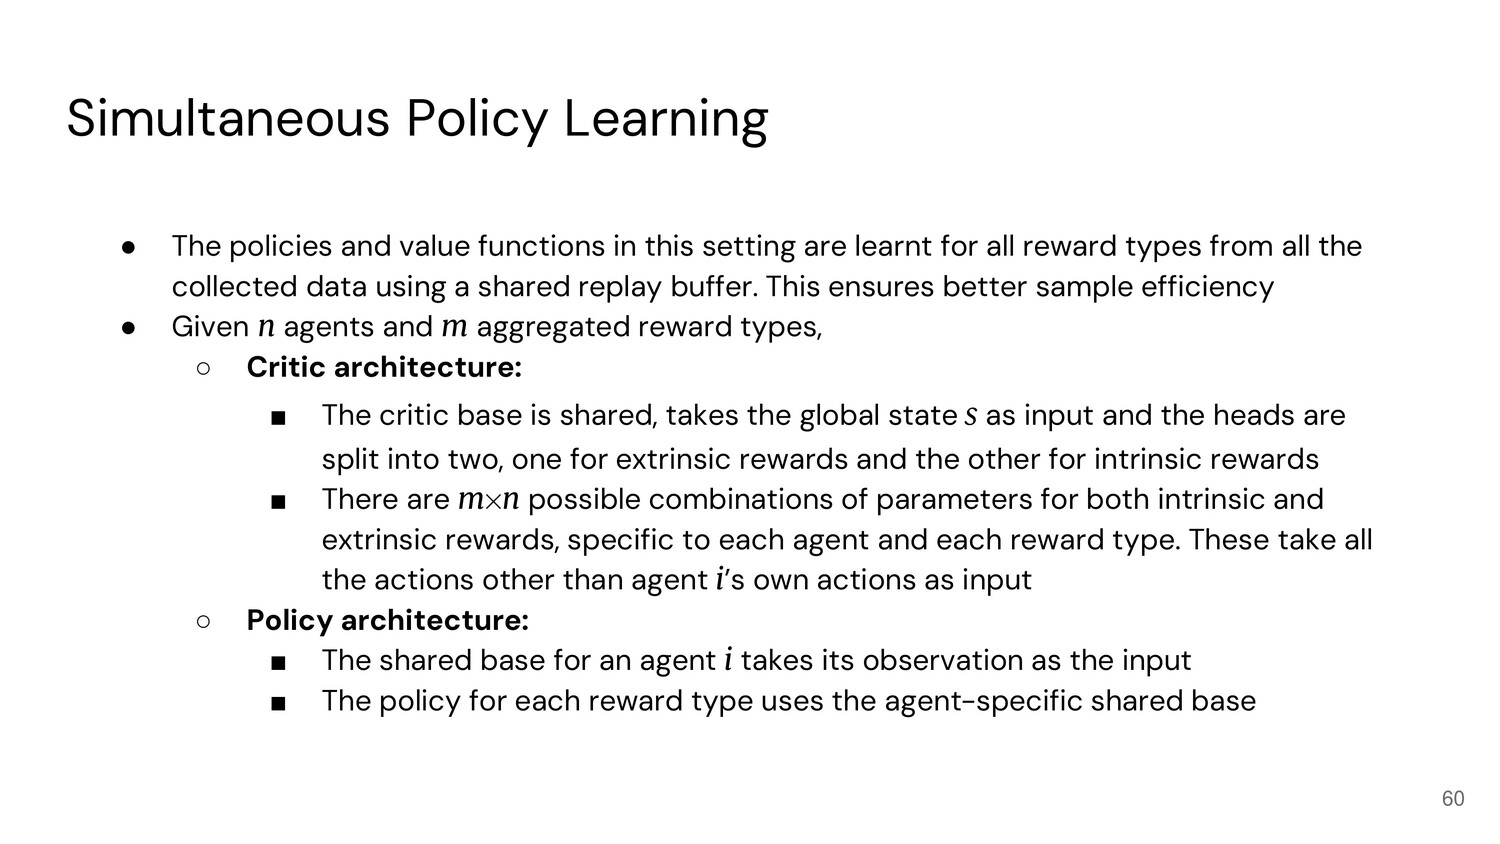 Simultaneous Policy Learning
● The policies and value functions in this setting are learnt for all reward types from all the
collected data using a shared replay buffer. This ensures better sample efficiency
● Given n agents and m aggregated reward types,
○ Critic architecture:
■ The critic base is shared, takes the global state s as input and the heads are
split into two, one for extrinsic rewards and the other for intrinsic rewards
■ There are m×n possible combinations of parameters for both intrinsic and
extrinsic rewards, specific to each agent and each reward type. These take all
the actions other than agent i’s own actions as input
○ Policy architecture:
■ The shared base for an agent i takes its observation as the input
■ The policy for each reward type uses the agent-specific shared base
60